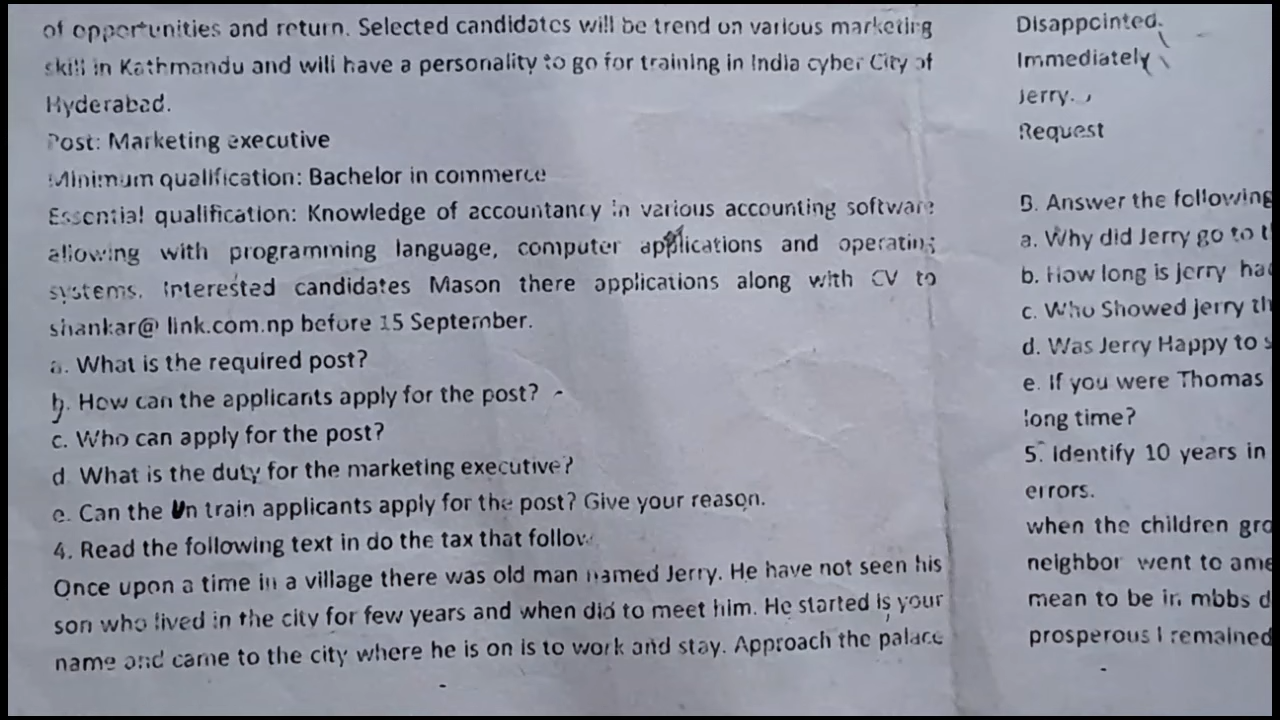 of opportunities and return. Selected candidates will be trend on various marketing
skill in Kathmandu and will have a personality to go for training in India cyber City of
Hyderabad.
Post: Marketing executive
Minimum qualification: Bachelor in commerce
Essential qualification: Knowledge of accountancy in various accounting software
allowing with programming language, computer applications and operating
systems. Interested candidates Mason there applications along with CV to
shankar@ link.com.np before 15 September.
a. What is the required post?
b. How can the applicants apply for the post?
c. Who can apply for the post?
d. What is the duty for the marketing executive?
e. Can the Un train applicants apply for the post? Give your reason.
4. Read the following text in do the tax that follow
Once upon a time in a village there was old man named Jerry. He have not seen his
son who lived in the city for few years and when did to meet him. He started is your
name and came to the city where he is on is to work and stay. Approach the palace
Disappointed.
Immediately
Jerry.
Request
B. Answer the following
a. Why did Jerry go to t
b. How long is jerry had
c. Who Showed jerry th
d. Was Jerry Happy to s
e. If you were Thomas
long time?
5. Identify 10 years in
errors.
when the children gro
neighbor went to ame
mean to be in mbbs d
prosperous I remained